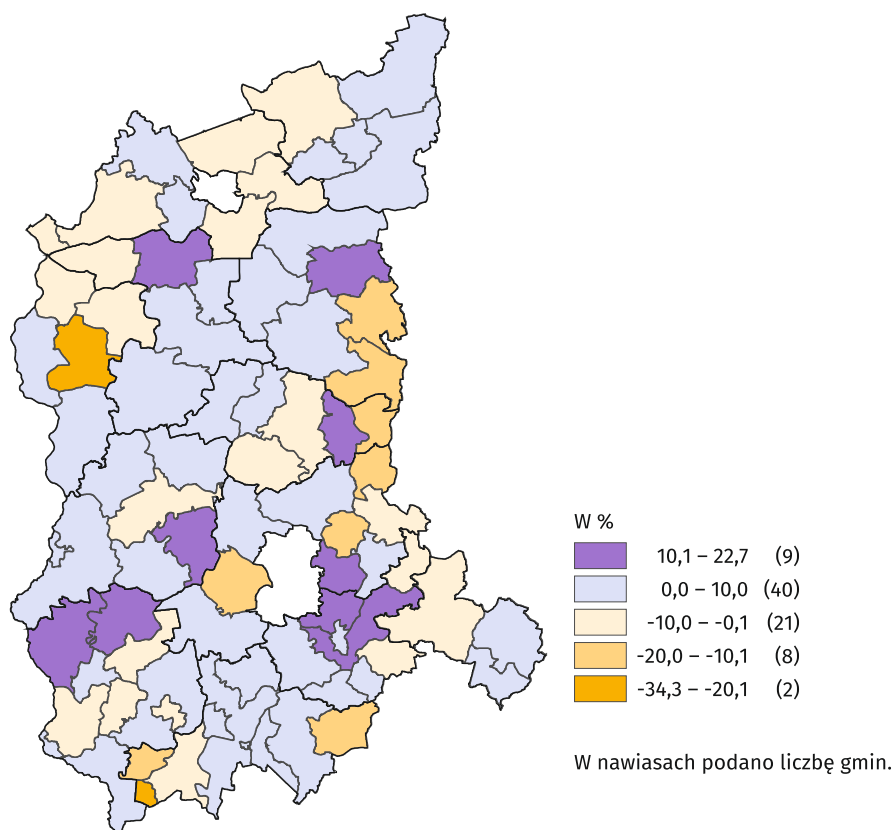 W %
10,1 – 22,7 (9)
0,0 – 10,0 (40)
-10,0 – -0,1 (21)
-20,0 – -10,1 (8)
-34,3 – -20,1 (2)
W nawiasach podano liczbę gmin.